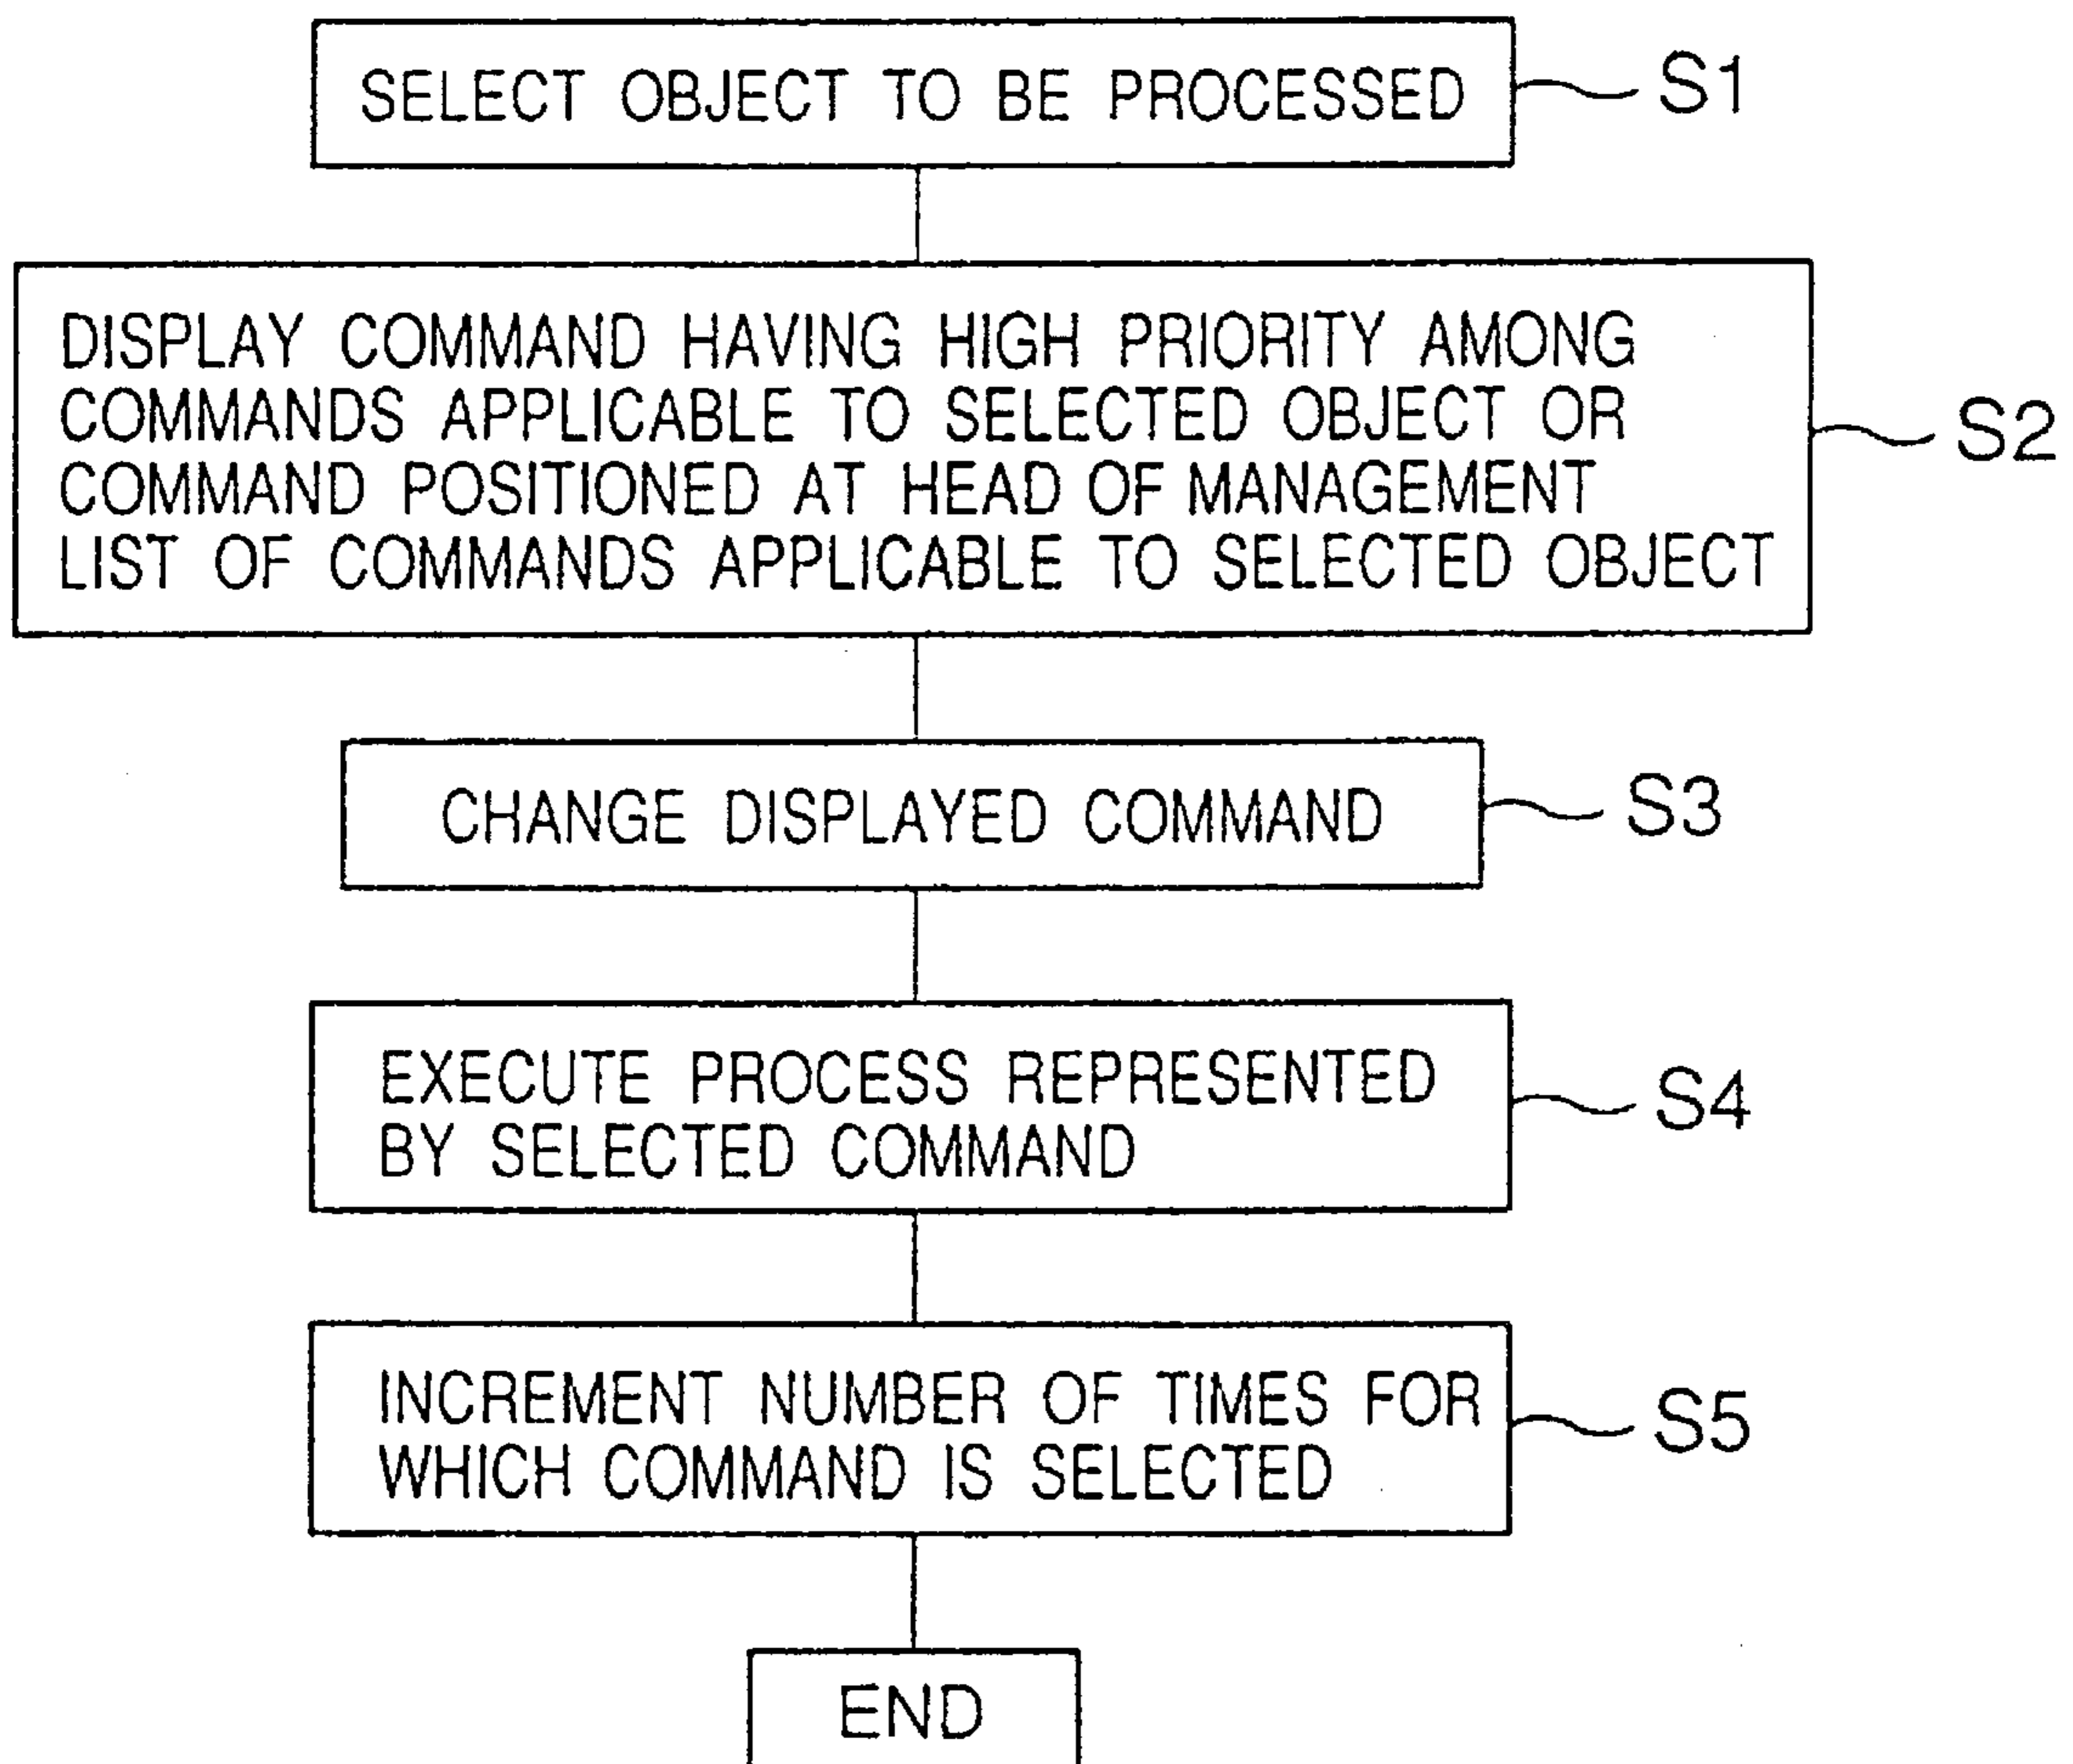 SELECT OBJECT TO BE PROCESSED
S1
DISPLAY COMMAND HAVING HIGH PRIORITY AMONG
COMMANDS APPLICABLE TO SELECTED OBJECT OR
COMMAND POSITIONED AT HEAD OF MANAGEMENT
LIST OF COMMANDS APPLICABLE TO SELECTED OBJECT
S2
CHANGE DISPLAYED COMMAND
S3
EXECUTE PROCESS REPRESENTED
BY SELECTED COMMAND
S4
INCREMENT NUMBER OF TIMES FOR
WHICH COMMAND IS SELECTED
S5
END